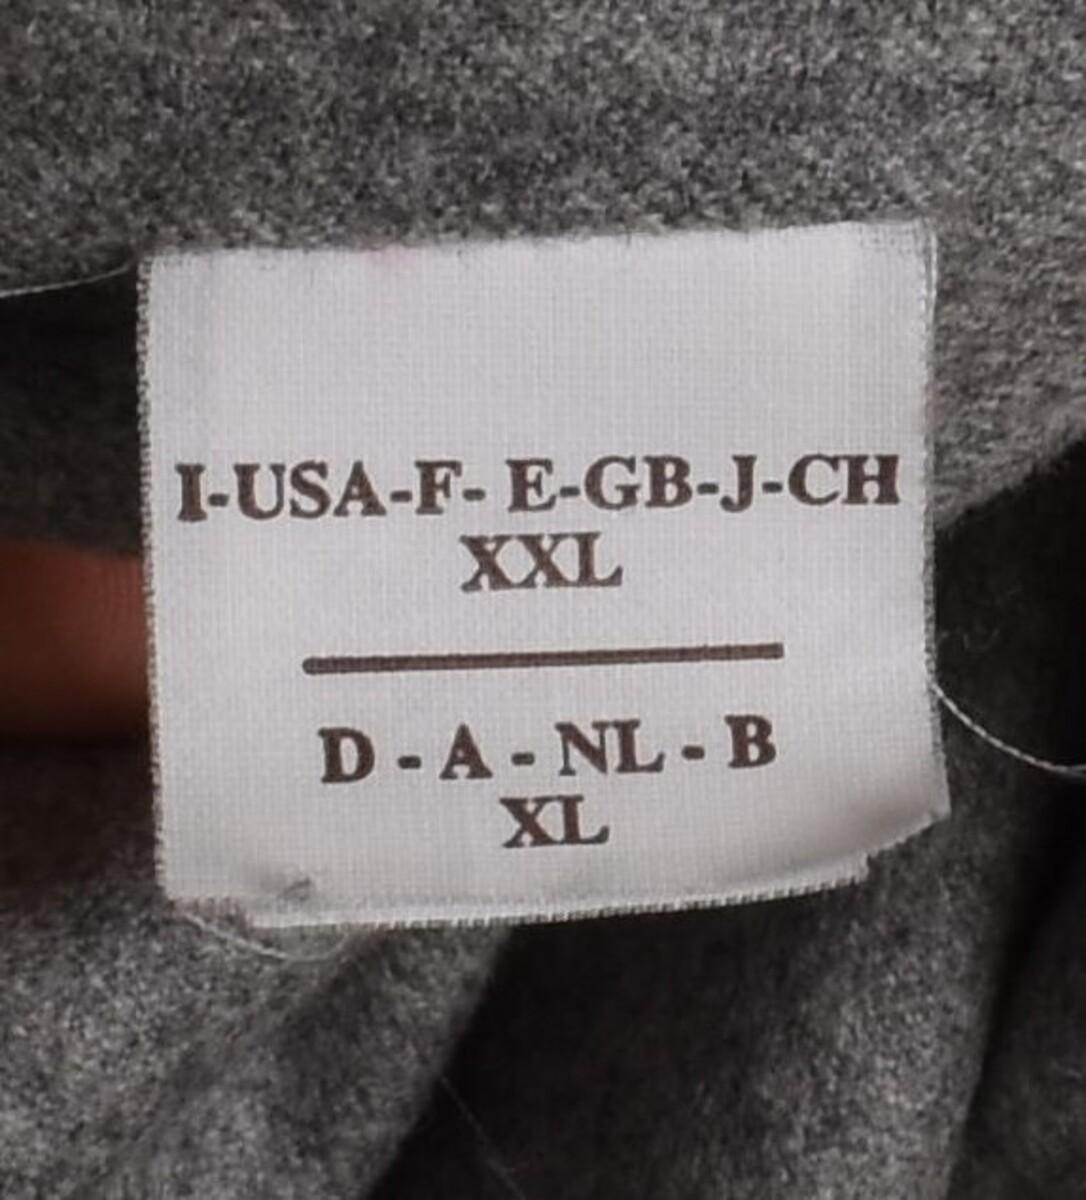 I-USA-F- E-GB-J-CH
XXL
D - A - NL - B
XL